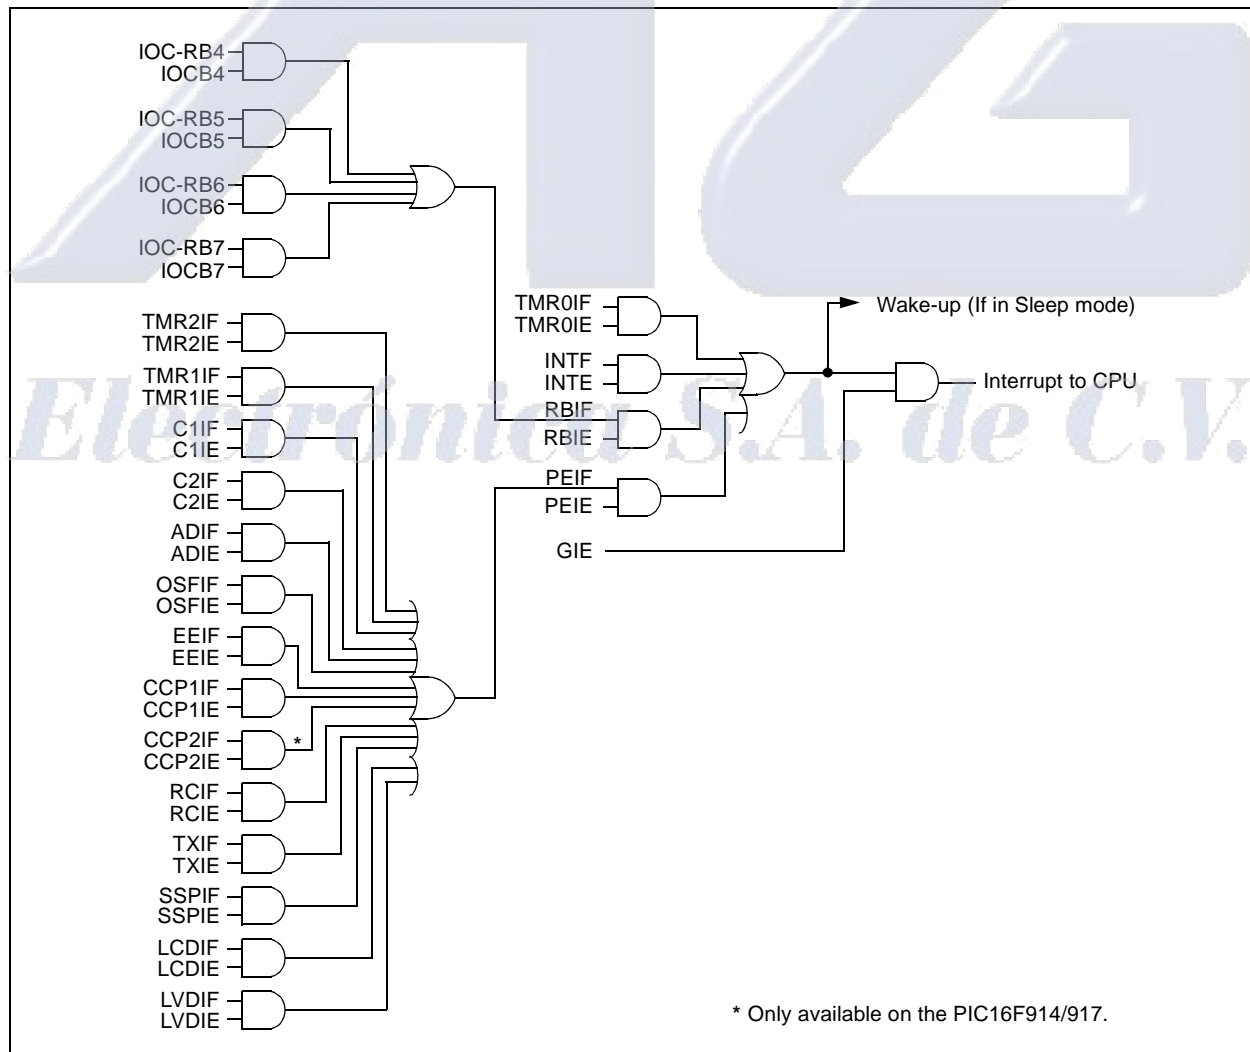 IOC-RB4
IOCB4
IOC-RB5
IOCB5
IOC-RB6
IOCB6
IOC-RB7
IOCB7
TMR2IF
TMR2IE
TMR1IF
TMR1IE
C1IF
C1IE
C2IF
C2IE
ADIF
ADIE
OSFIF
OSFIE
EEIF
EEIE
CCP1IF
CCP1IE
CCP2IF
*
CCP2IE
RCIF
RCIE
TXIF
TXIE
SSPIF
SSPIE
LCDIF
LCDIE
LVDIF
LVDIE
TMR0IF
TMR0IE
INTF
INTE
RBIF
RBIE
PEIF
PEIE
GIE
Wake-up (If in Sleep mode)
Interrupt to CPU
* Only available on the PIC16F914/917.
AG
Electrónica S.A. de C.V.